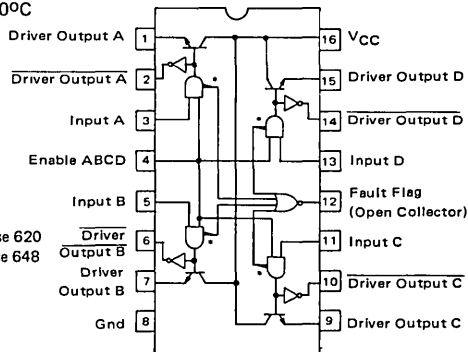 0°C
Driver Output A
1
16
VCC
Driver Output A
2
15
Driver Output D
Input A
3
14
Driver Output D
Enable ABCD
4
13
Input D
Input B
5
12
Fault Flag
(Open Collector)
se 620
e 648
Driver
Output B
6
11
Input C
Driver
Output B
7
10
Driver Output C
Gnd
8
9
Driver Output C